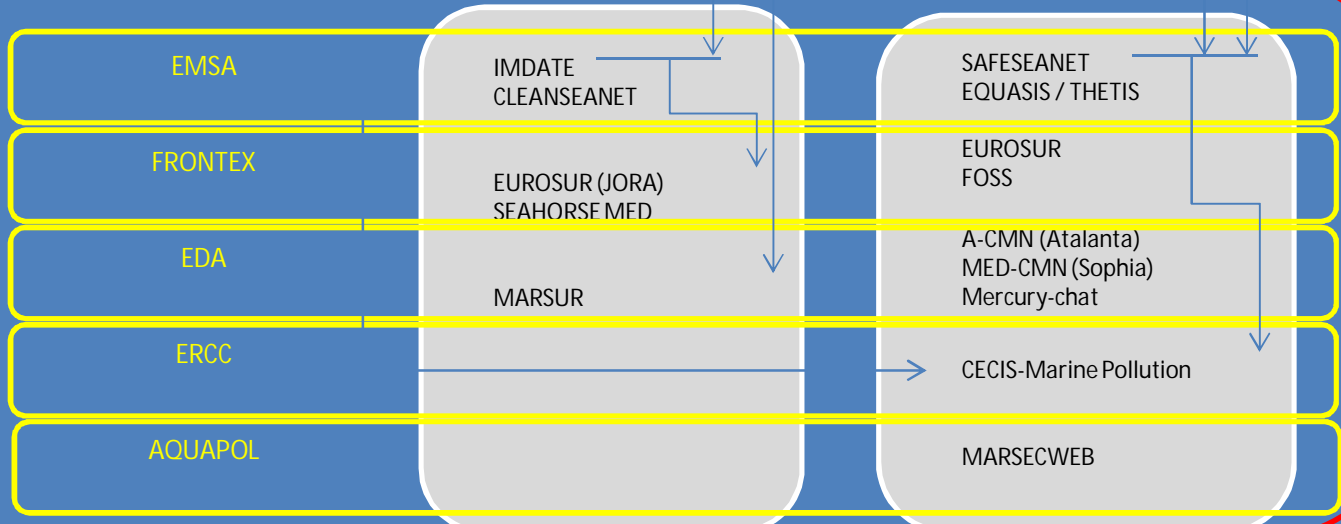 EMSA
IMDATE
CLEANSEANET
SAFESEANET
EQUASIS / THETIS
FRONTEX
EUROSUR (JORA)
SEAHORSE MED
EUROSUR
FOSS
EDA
MARSUR
A-CMN (Atalanta)
MED-CMN (Sophia)
Mercury-chat
ERCC
CECIS-Marine Pollution
AQUAPOL
MARSECWEB